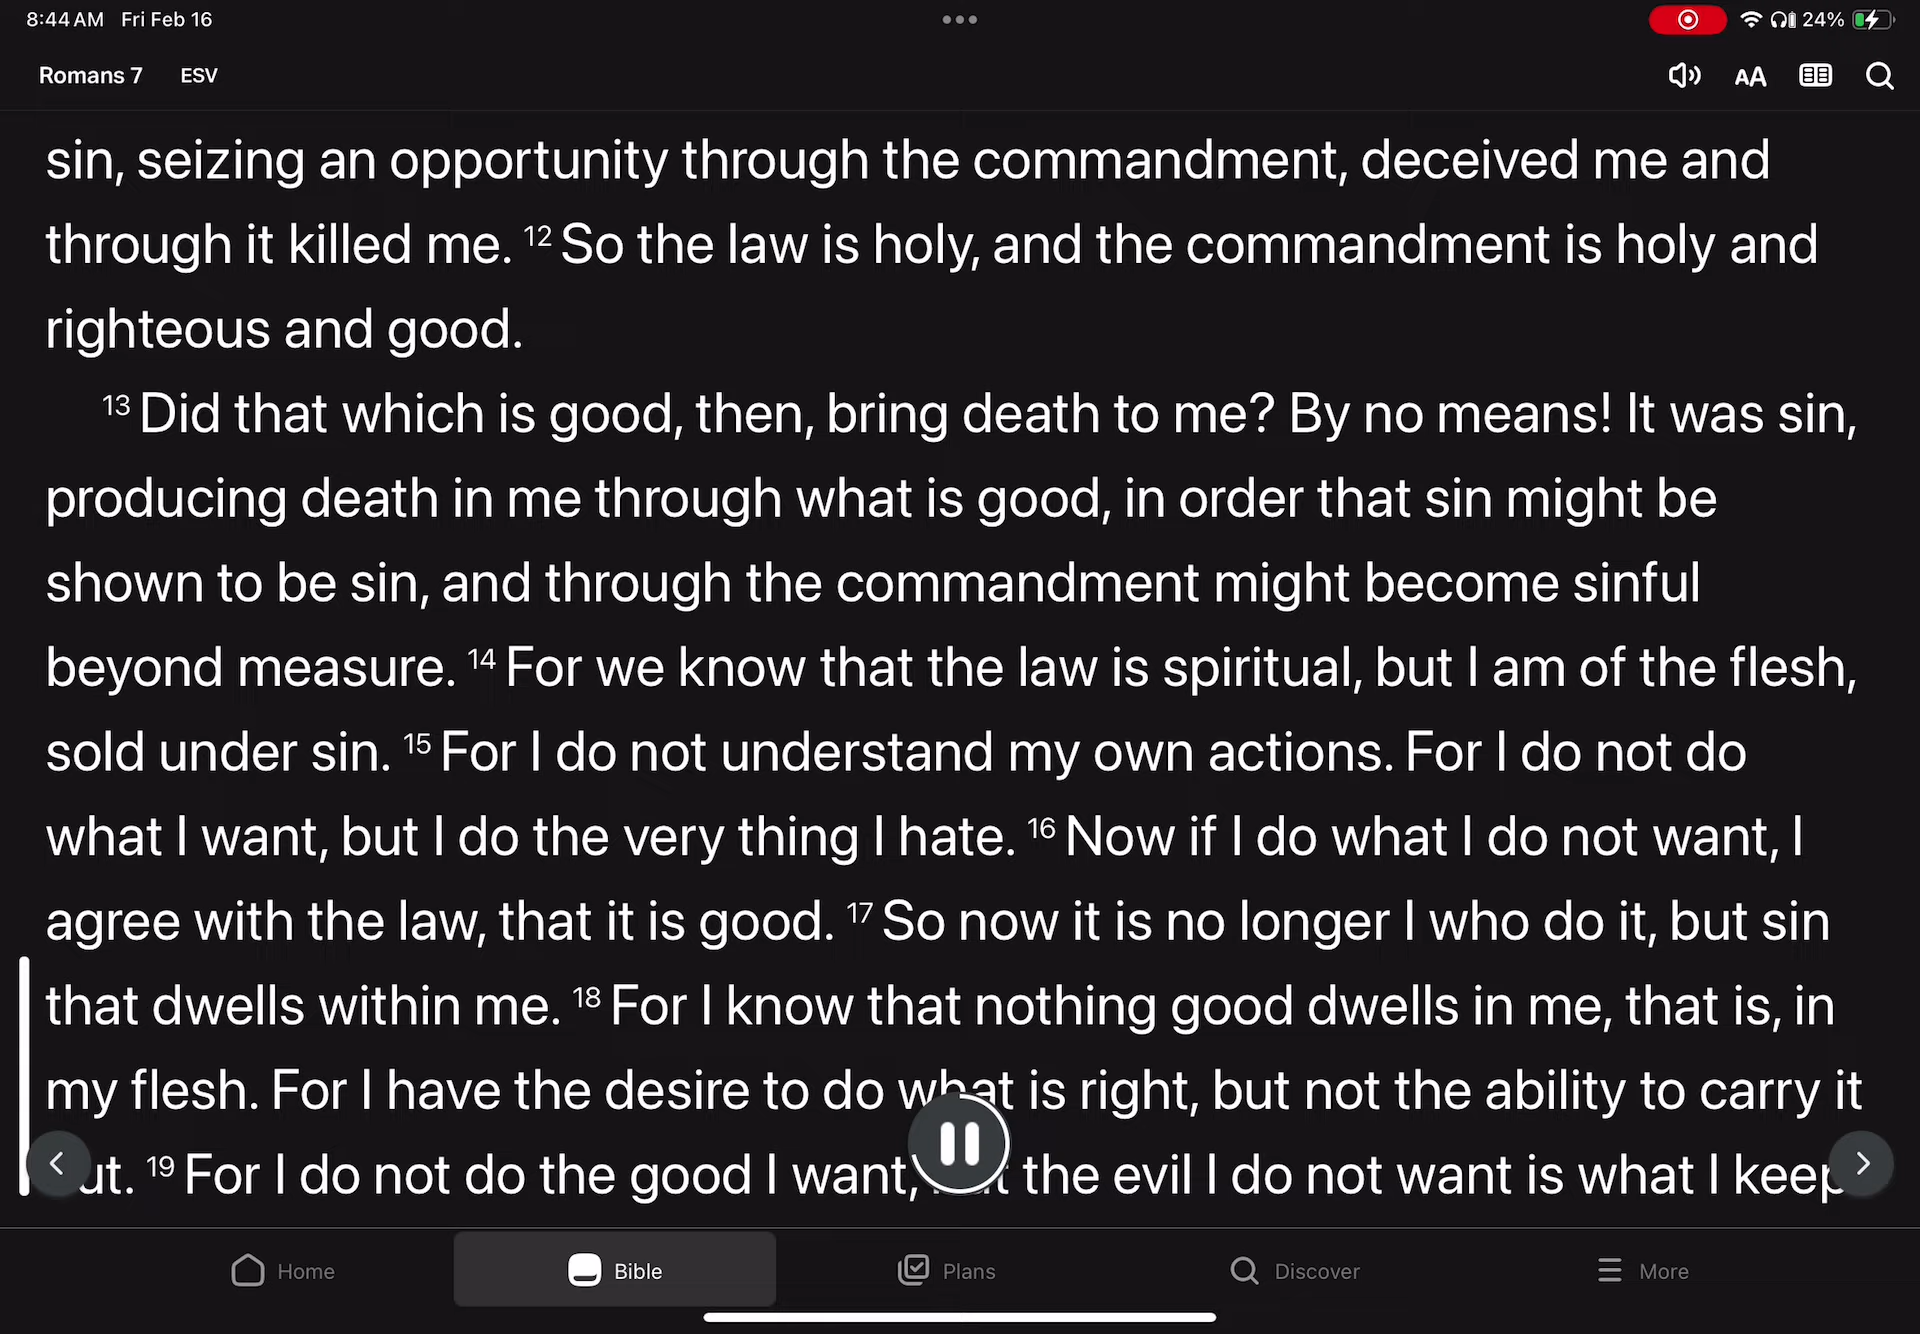 8:44 AM Fri Feb 16
24%
Romans 7 ESV
AA
sin, seizing an opportunity through the commandment, deceived me and
through it killed me. 12 So the law is holy, and the commandment is holy and
righteous and good.
13 Did that which is good, then, bring death to me? By no means! It was sin,
producing death in me through what is good, in order that sin might be
shown to be sin, and through the commandment might become sinful
beyond measure. 14 For we know that the law is spiritual, but I am of the flesh,
sold under sin. 15 For I do not understand my own actions. For I do not do
what I want, but I do the very thing I hate. 16 Now if I do what I do not want, I
agree with the law, that it is good. 17 So now it is no longer I who do it, but sin
that dwells within me. 18 For I know that nothing good dwells in me, that is, in
my flesh. For I have the desire to do what is right, but not the ability to carry it
19 For I do not do the good I want, the evil I do not want is what I keep
Home Bible Plans Discover More